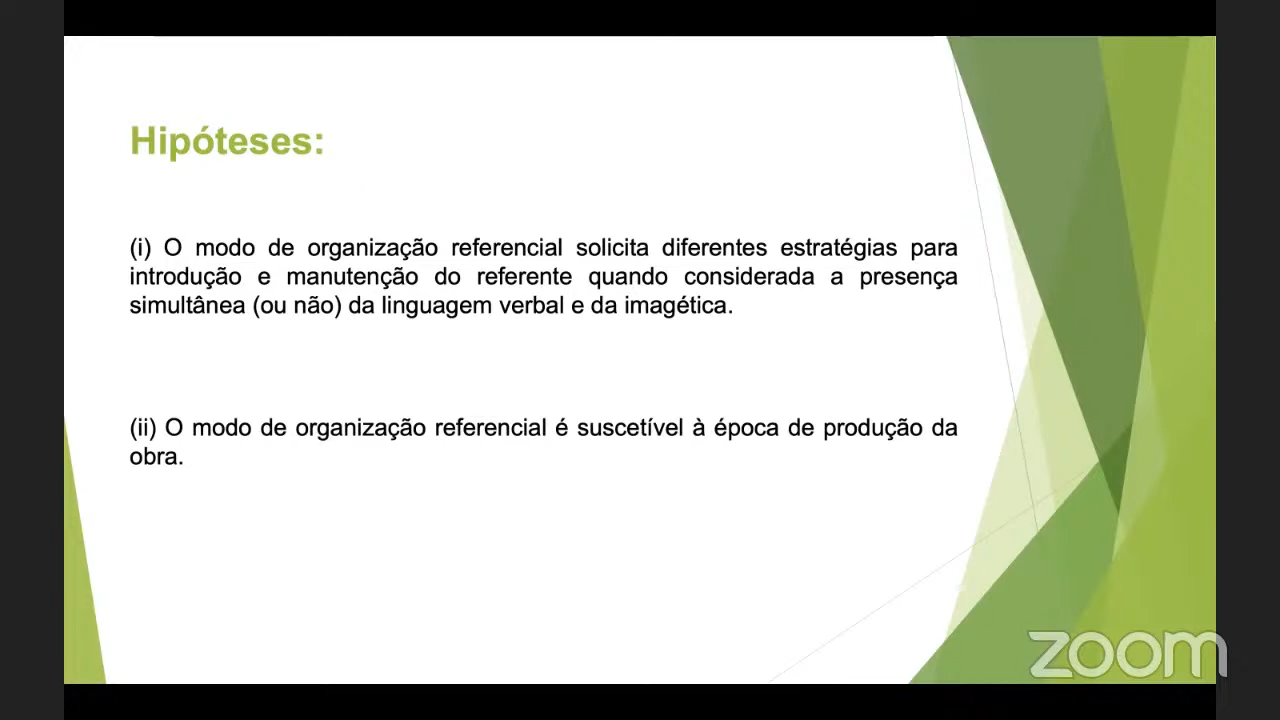 Hipóteses:
(i) O modo de organização referencial solicita diferentes estratégias para
introdução e manutenção do referente quando considerada a presença
simultânea (ou não) da linguagem verbal e da imagética.
(ii) O modo de organização referencial é suscetível à época de produção da
obra.
zoom